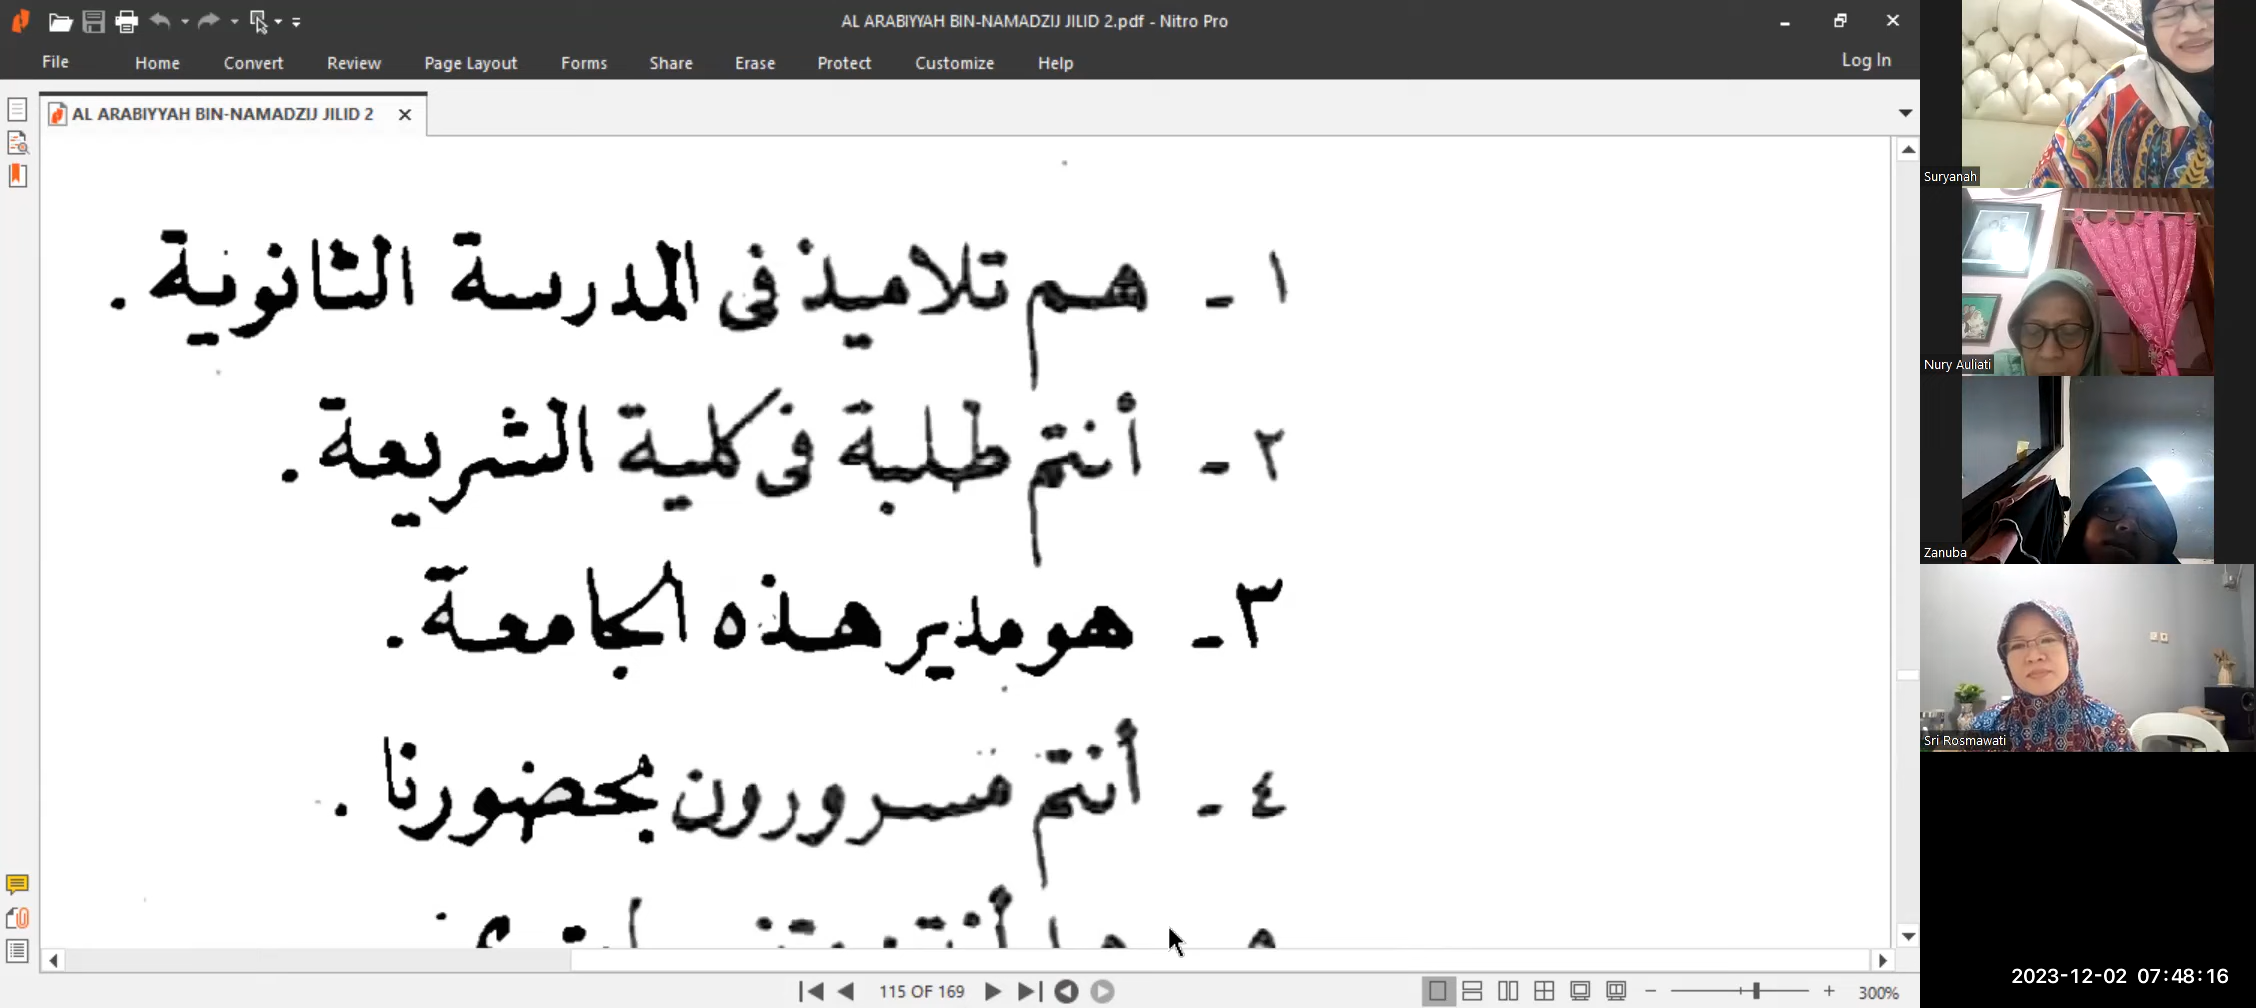 AL ARABIYYAH BIN-NAMADZIJ JILID 2.pdf - Nitro Pro
File Home Convert Review Page Layout Forms Share Erase Protect Customize Help Log In
AL ARABIYYAH BIN-NAMADZIJ JILID 2
١ - هم تلاميذ فى المدرسة الثانوية .
٢ - أنتم طلبة فى كلية الشريعة .
٣ - هو مدير هذه الجامعة .
٤ - أنتم مسرورون بحضورنا .
115 OF 169
300%
Suryanah
Nury Auliati
Zanuba
Sri Rosmawati
2023-12-02 07:48:16